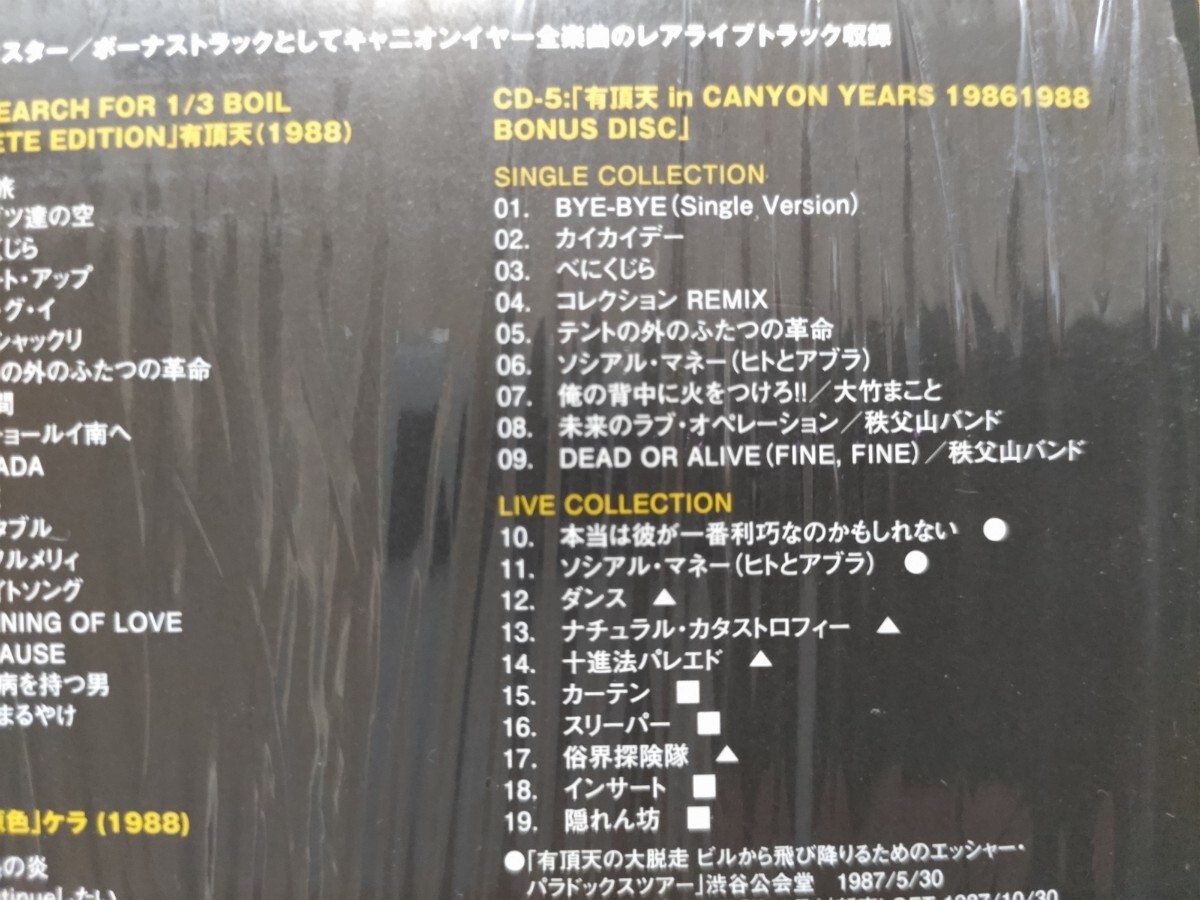 スター／ボーナストラックとしてキャニオンイヤー全楽曲のレアライブトラック収録
EARCH FOR 1/3 BOIL
ETE EDITION」有頂天(1988)
旅
ツ達の空
くじら
ート・アップ
・グ・イ
シャックリ
の外のふたつの革命
間
ョールイ南へ
ADA
タブル
フルメリィ
イトソング
NING OF LOVE
AUSE
病を持つ男
まるやけ
色」ケラ (1988)
の炎
tinue」したい
CD-5:「有頂天 in CANYON YEARS 19861988
BONUS DISC」
SINGLE COLLECTION
01. BYE-BYE(Single Version)
02. カイカイデー
03. べにくじら
04. コレクション REMIX
05. テントの外のふたつの革命
06. ソシアル・マネー(ヒトとアブラ)
07. 俺の背中に火をつけろ!!／大竹まこと
08. 未来のラブ・オペレーション／秩父山バンド
09. DEAD OR ALIVE(FINE, FINE)／秩父山バンド
LIVE COLLECTION
10. 本当は彼が一番利巧なのかもしれない ●
11. ソシアル・マネー(ヒトとアブラ) ●
12. ダンス ▲
13. ナチュラル・カタストロフィー ▲
14. 十進法パレエド ▲
15. カーテン ■
16. スリーパー ■
17. 俗界探険隊 ▲
18. インサート ■
19. 隠れん坊 ■
●「有頂天の大脱走 ビルから飛び降りるためのエッシャー・
パラドックスツアー」渋谷公会堂 1987/5/30
1987/10/30